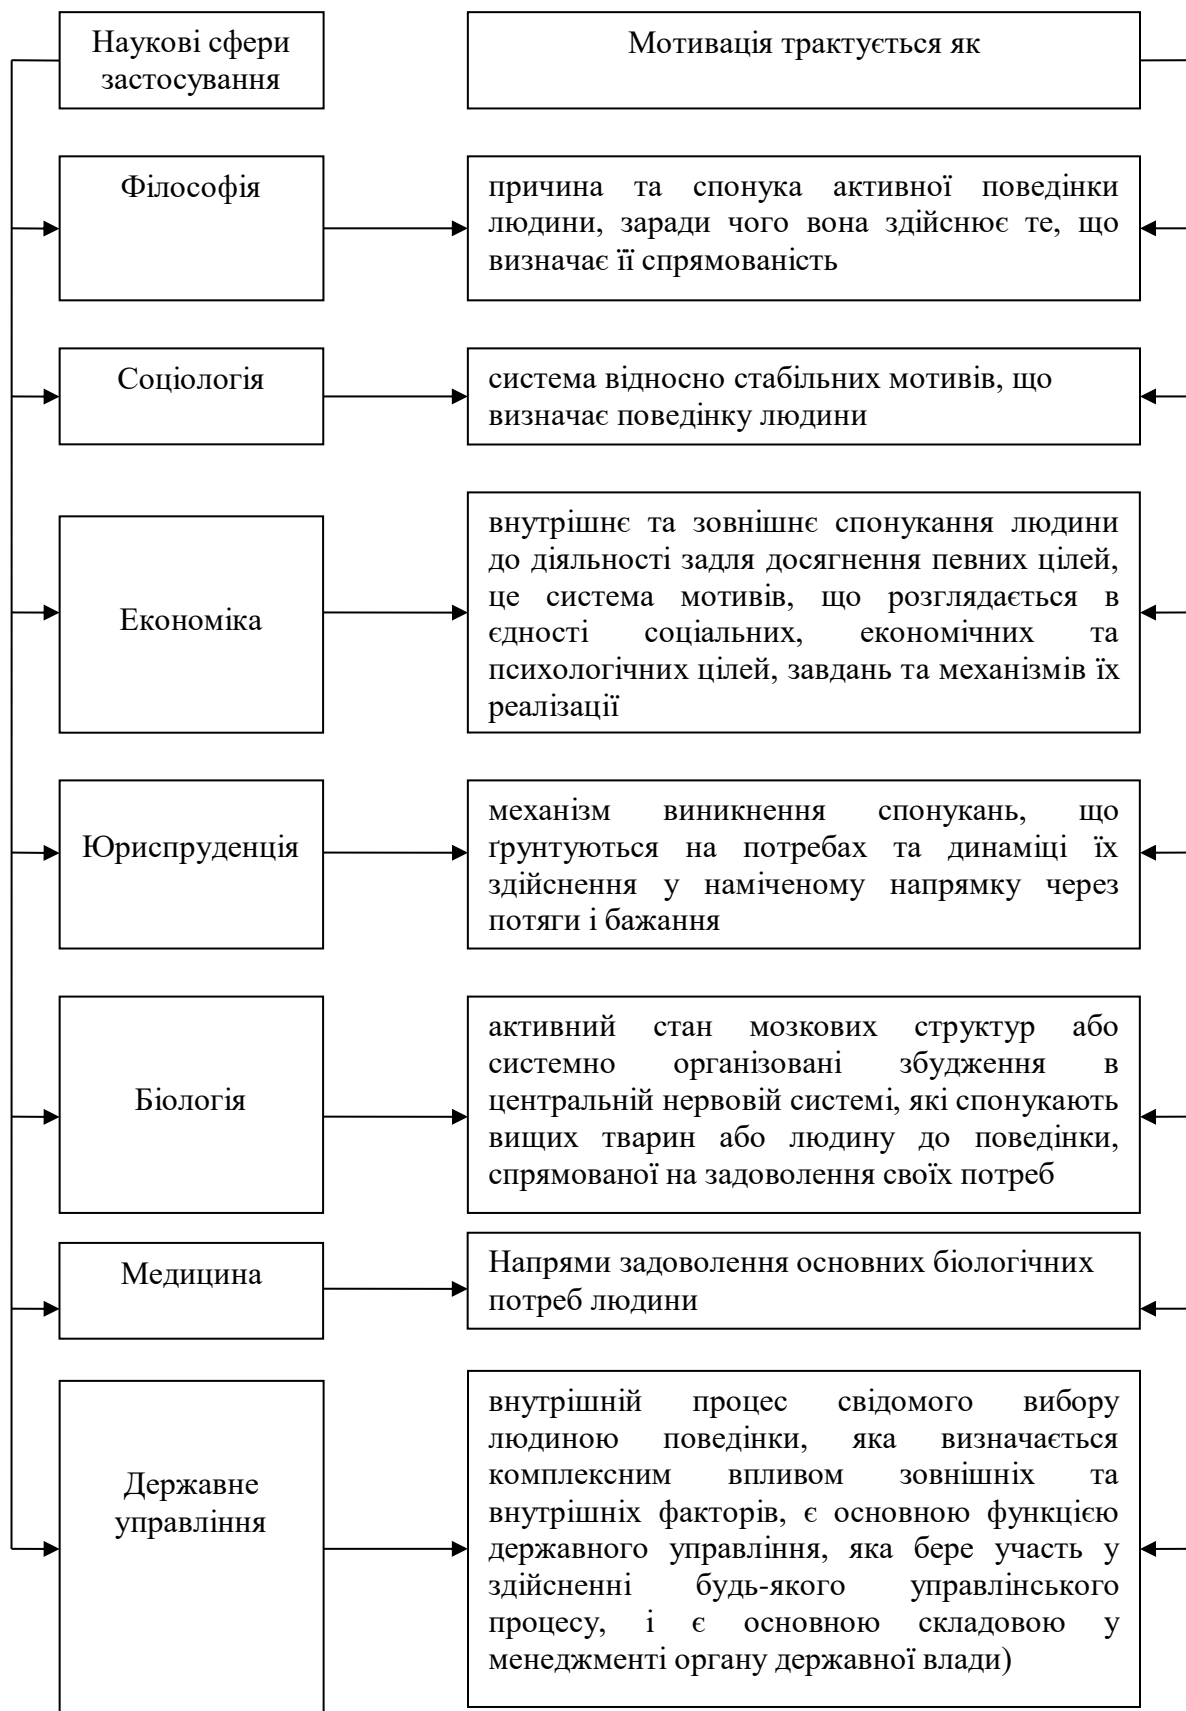 Наукові сфери
застосування
Мотивація трактується як
Філософія
причина та спонука активної поведінки
людини, заради чого вона здійснює те, що
визначає її спрямованість
Соціологія
система відносно стабільних мотивів, що
визначає поведінку людини
Економіка
внутрішнє та зовнішнє спонукання людини
до діяльності задля досягнення певних цілей,
це система мотивів, що розглядається в
єдності соціальних, економічних та
психологічних цілей, завдань та механізмів їх
реалізації
Юриспруденція
механізм виникнення спонукань, що
ґрунтуються на потребах та динаміці їх
здійснення у наміченому напрямку через
потяги і бажання
Біологія
активний стан мозкових структур або
системно організовані збудження в
центральній нервовій системі, які спонукають
вищих тварин або людину до поведінки,
спрямованої на задоволення своїх потреб
Медицина
Напрями задоволення основних біологічних
потреб людини
Державне
управління
внутрішній процес свідомого вибору
людиною поведінки, яка визначається
комплексним впливом зовнішніх та
внутрішніх факторів, є основною функцією
державного управління, яка бере участь у
здійсненні будь-якого управлінського
процесу, і є основною складовою у
менеджменті органу державної влади)